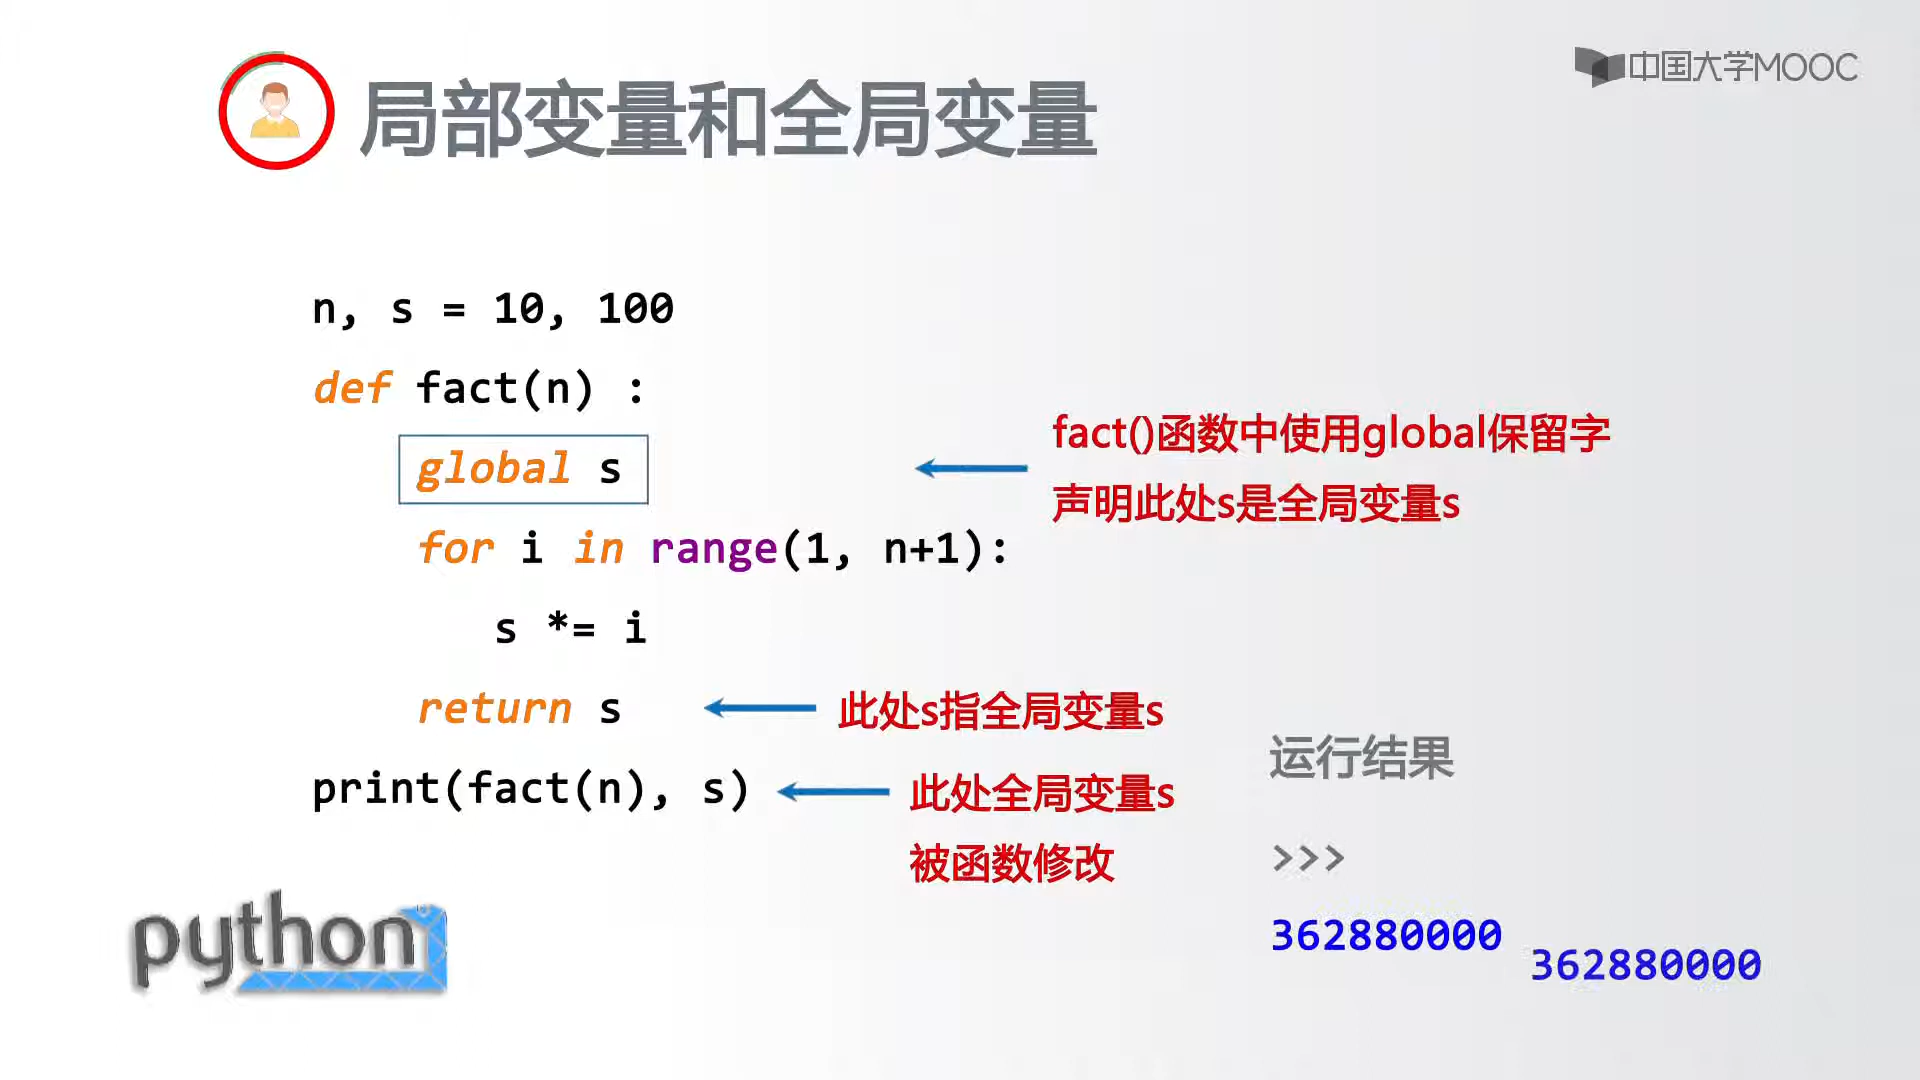 中国大学MOOC
局部变量和全局变量
n, s = 10, 100
def fact(n) :
global s
fact()函数中使用global保留字
声明此处s是全局变量s
for i in range(1, n+1):
s *= i
return s
此处s指全局变量s
print(fact(n), s)
此处全局变量s
被函数修改
运行结果
>>>
362880000 362880000
python